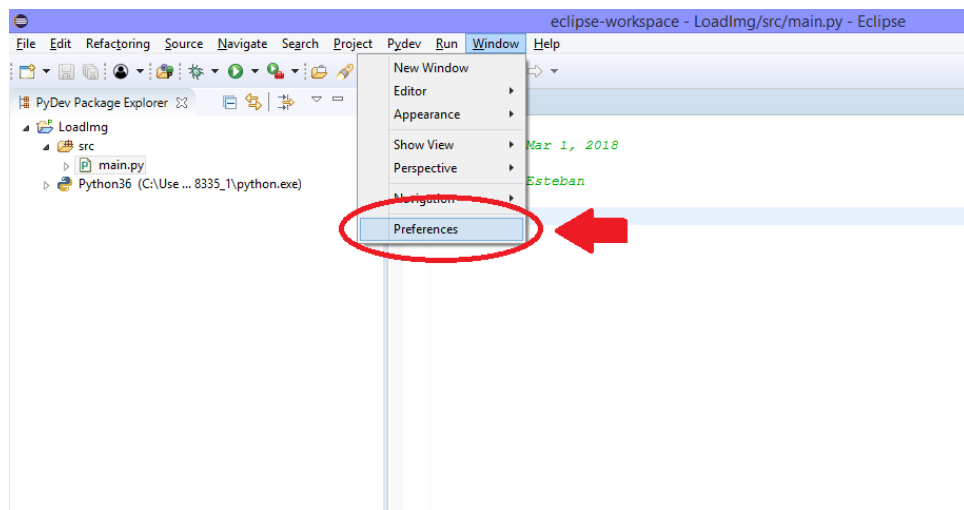 eclipse-workspace - LoadImg/src/main.py - Eclipse
File Edit Refactoring Source Navigate Search Project Pydev Run Window Help
New Window
PyDev Package Explorer
Editor
Appearance
LoadImg
src
Show View
Mar 1, 2018
main.py
Perspective
Python36 (C:\Use ... 8335_1\python.exe)
Esteban
Navigation
Preferences